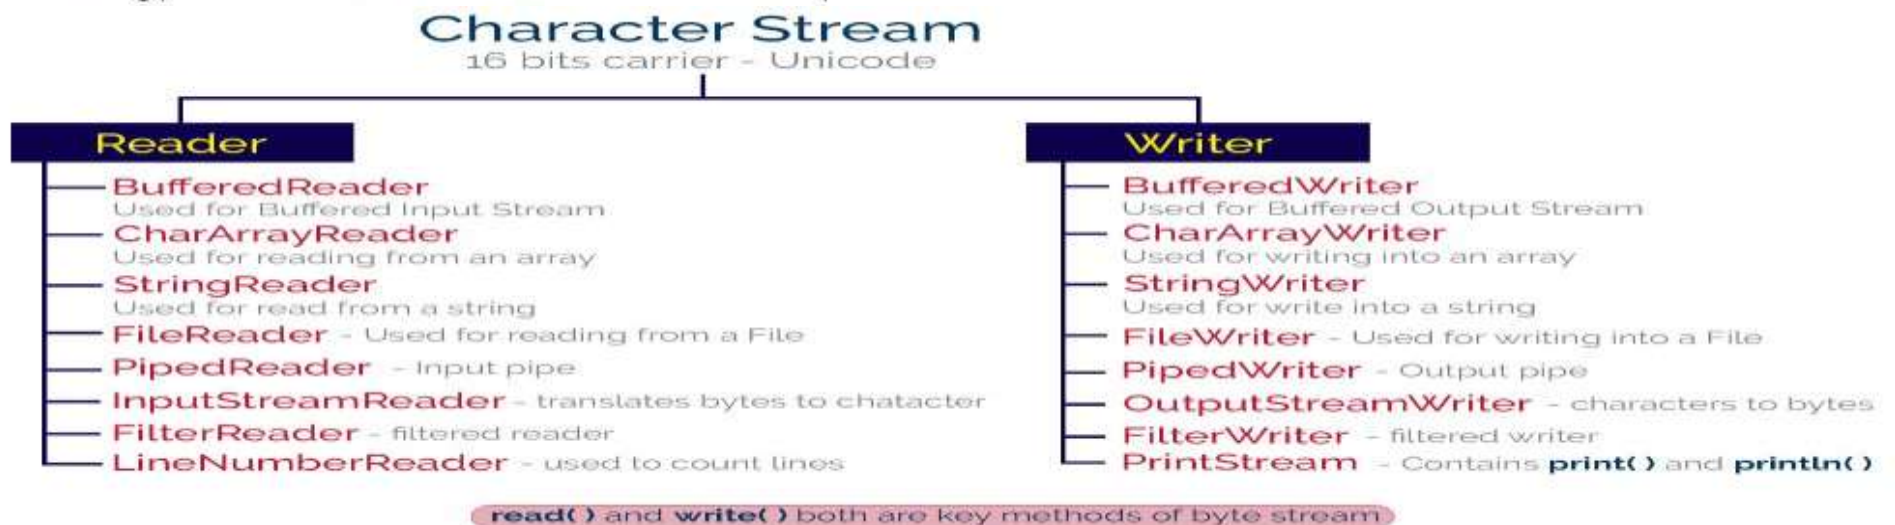 Character Stream
16 bits carrier - Unicode
Reader
BufferedReader
Used for Buffered Input Stream
CharArrayReader
Used for reading from an array
StringReader
Used for read from a string
FileReader - Used for reading from a File
PipedReader - Input pipe
InputStreamReader - translates bytes to chatacter
FilterReader - filtered reader
LineNumberReader - used to count lines
Writer
BufferedWriter
Used for Buffered Output Stream
CharArrayWriter
Used for writing into an array
StringWriter
Used for write into a string
FileWriter - Used for writing into a File
PipedWriter - Output pipe
OutputStreamWriter - characters to bytes
FilterWriter - filtered writer
PrintStream - Contains print( ) and println( )
read( ) and write( ) both are key methods of byte stream